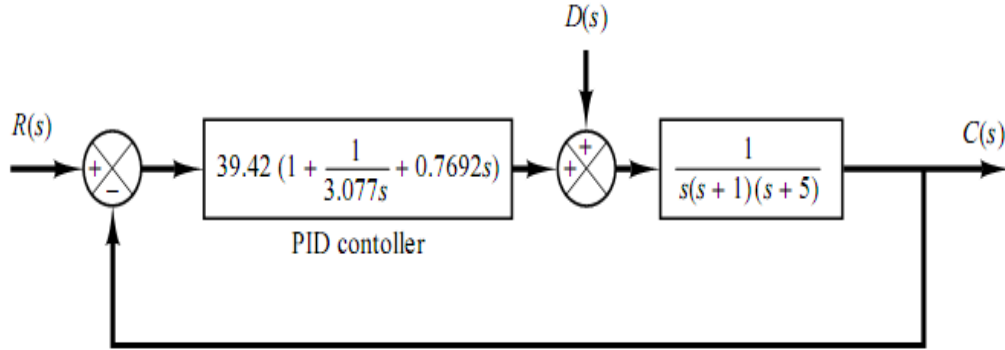 D(s)
R(s)
C(s)
+
−
39.42 (1 + 1/3.077s + 0.7692s)
+
+
1/s(s + 1)(s + 5)
PID contoller